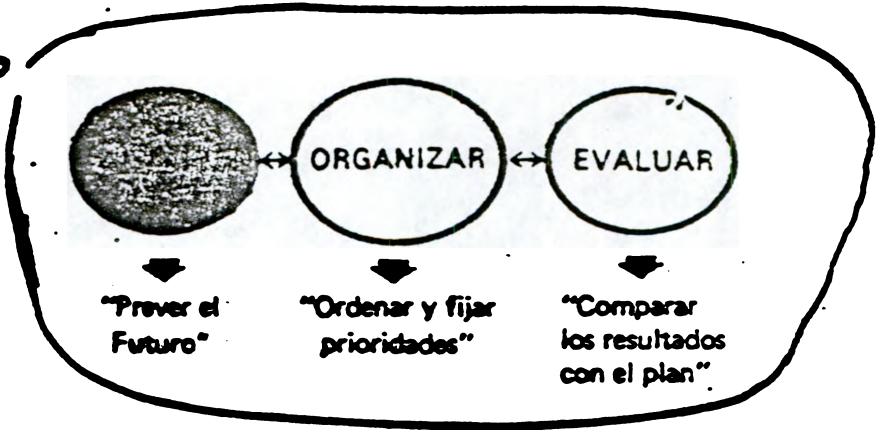 ORGANIZAR
EVALUAR
"Prever el
Futuro"
"Ordenar y fijar
prioridades"
"Comparar
los resultados
con el plan"